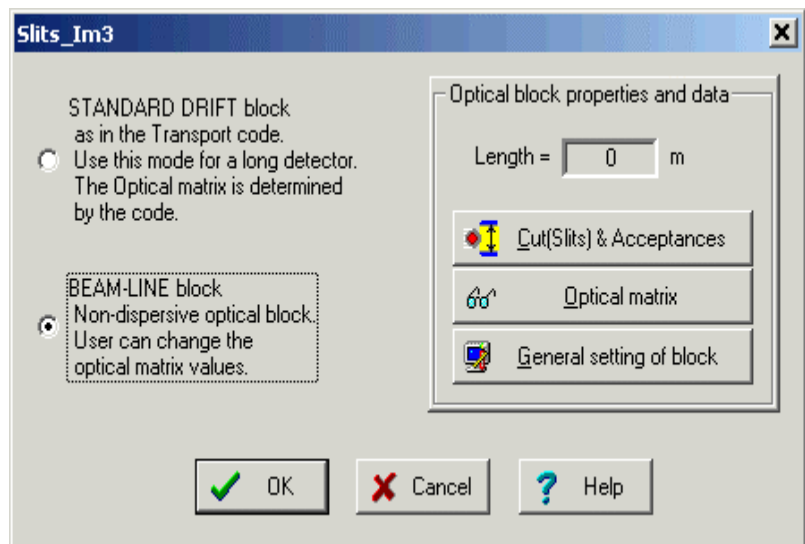 Slits_Im3
STANDARD DRIFT block
as in the Transport code.
Use this mode for a long detector.
The Optical matrix is determined
by the code.
BEAM-LINE block
Non-dispersive optical block.
User can change the
optical matrix values.
Optical block properties and data
Length = 0 m
Cut(Slits) & Acceptances
Optical matrix
General setting of block
OK
Cancel
Help